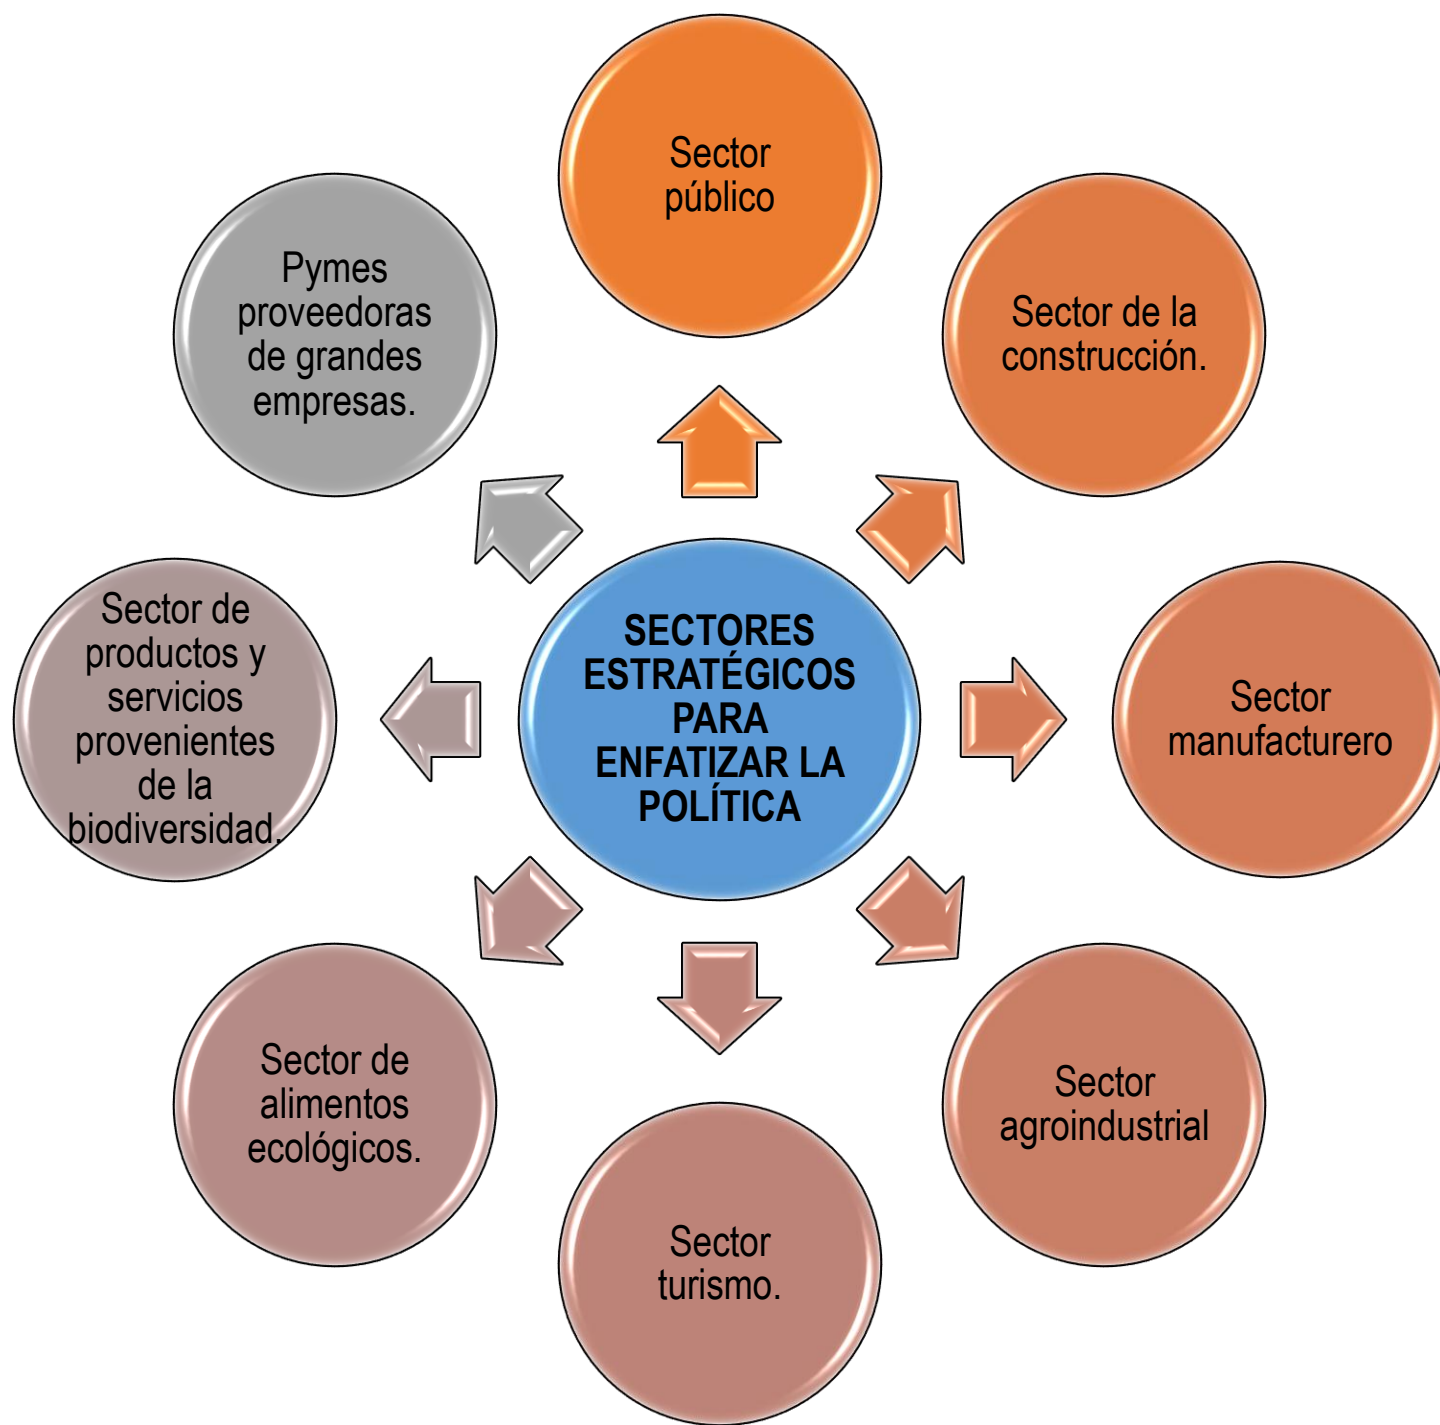 Sector
público
Sector de la
construcción.
Sector
manufacturero
Sector
agroindustrial
Sector
turismo.
Sector de
alimentos
ecológicos.
Sector de
productos y
servicios
provenientes
de la
biodiversidad.
Pymes
proveedoras
de grandes
empresas.
SECTORES
ESTRATÉGICOS
PARA
ENFATIZAR LA
POLÍTICA